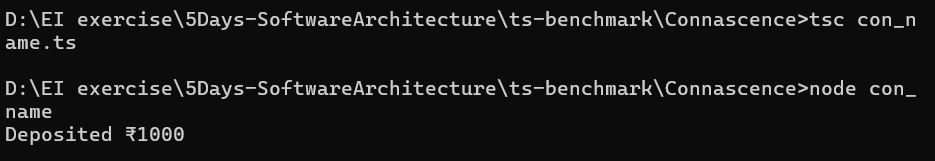 D:\EI exercise\5Days-SoftwareArchitecture\ts-benchmark\Connascence>tsc con_n
ame.ts
D:\EI exercise\5Days-SoftwareArchitecture\ts-benchmark\Connascence>node con_
name
Deposited ₹1000